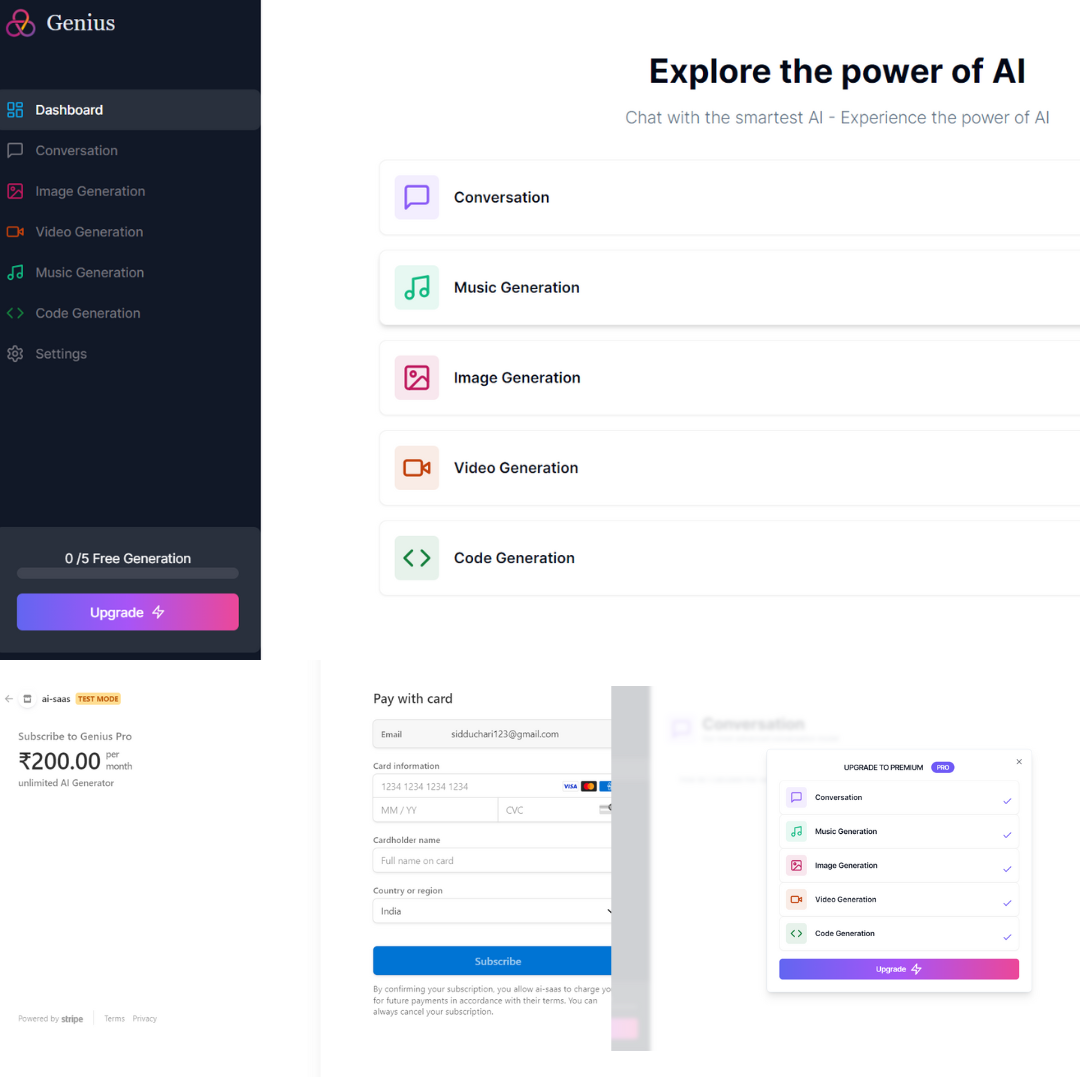 Genius
Dashboard
Conversation
Image Generation
Video Generation
Music Generation
Code Generation
Settings
0 /5 Free Generation
Upgrade
Explore the power of AI
Chat with the smartest AI - Experience the power of AI
Conversation
Music Generation
Image Generation
Video Generation
Code Generation
ai-saas TEST MODE
Subscribe to Genius Pro
₹200.00 per month
unlimited AI Generator
Powered by stripe Terms Privacy
Pay with card
Email sidduchari123@gmail.com
Card information
1234 1234 1234 1234 VISA
MM / YY CVC
Cardholder name
Full name on card
Country or region
India
Subscribe
By confirming your subscription, you allow ai-saas to charge
for future payments in accordance with their terms. You can
always cancel your subscription.
Conversation
UPGRADE TO PREMIUM PRO
Conversation
Music Generation
Image Generation
Video Generation
Code Generation
Upgrade